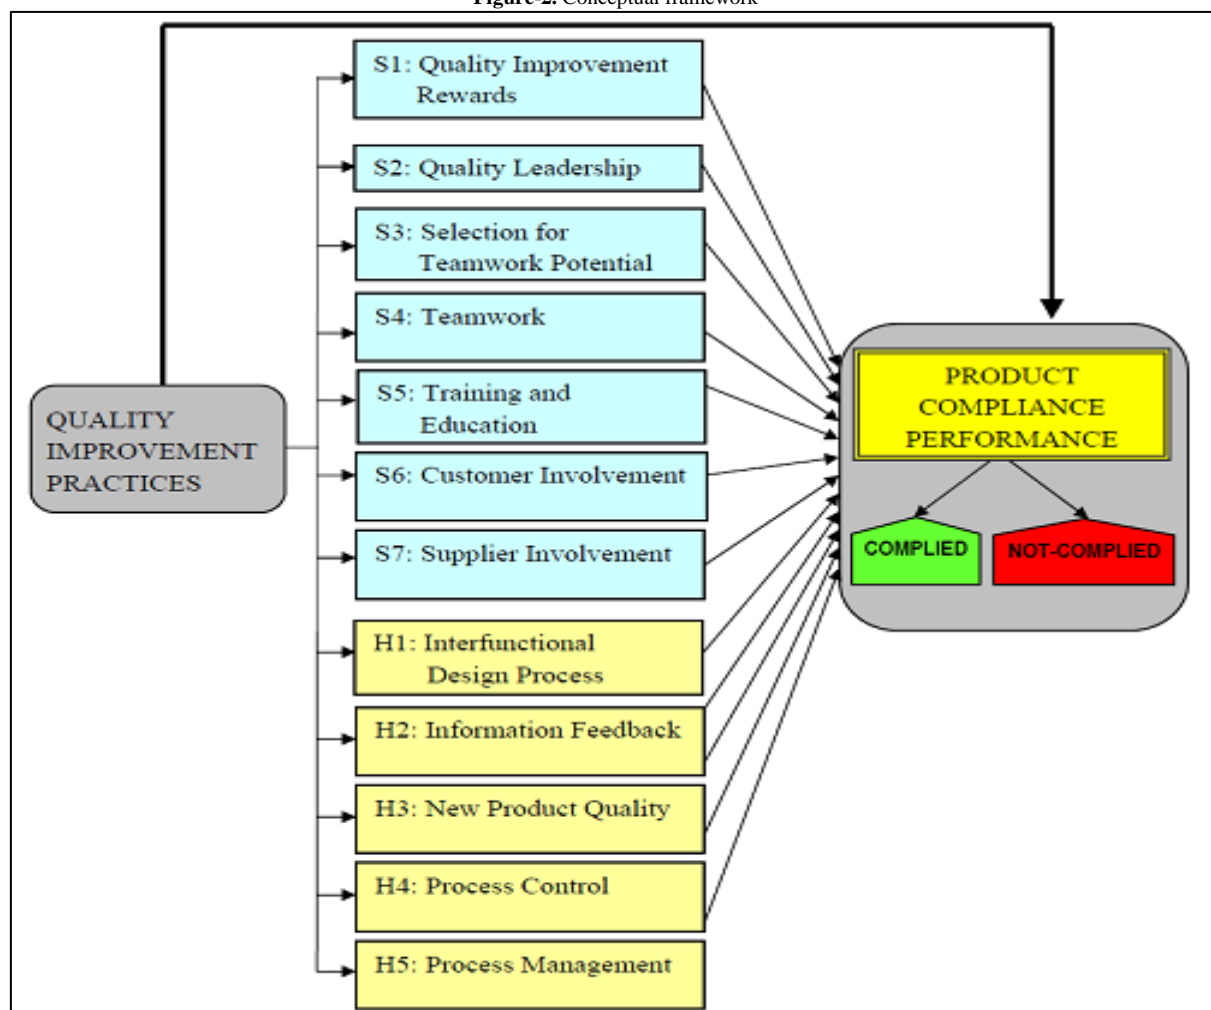 Figure-2. Conceptual framework
S1: Quality Improvement
Rewards
S2: Quality Leadership
S3: Selection for
Teamwork Potential
S4: Teamwork
S5: Training and
Education
S6: Customer Involvement
S7: Supplier Involvement
H1: Interfunctional
Design Process
H2: Information Feedback
H3: New Product Quality
H4: Process Control
H5: Process Management
QUALITY
IMPROVEMENT
PRACTICES
PRODUCT
COMPLIANCE
PERFORMANCE
COMPLIED
NOT-COMPLIED